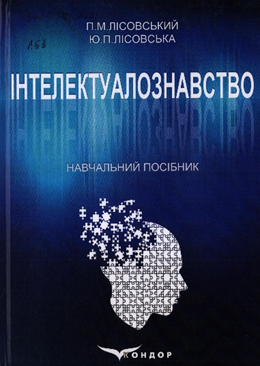 П.М.ЛІСОВСЬКИЙ
Ю.П.ЛІСОВСЬКА
ІНТЕЛЕКТУАЛОЗНАВСТВО
НАВЧАЛЬНИЙ ПОСІБНИК
КОНДОР